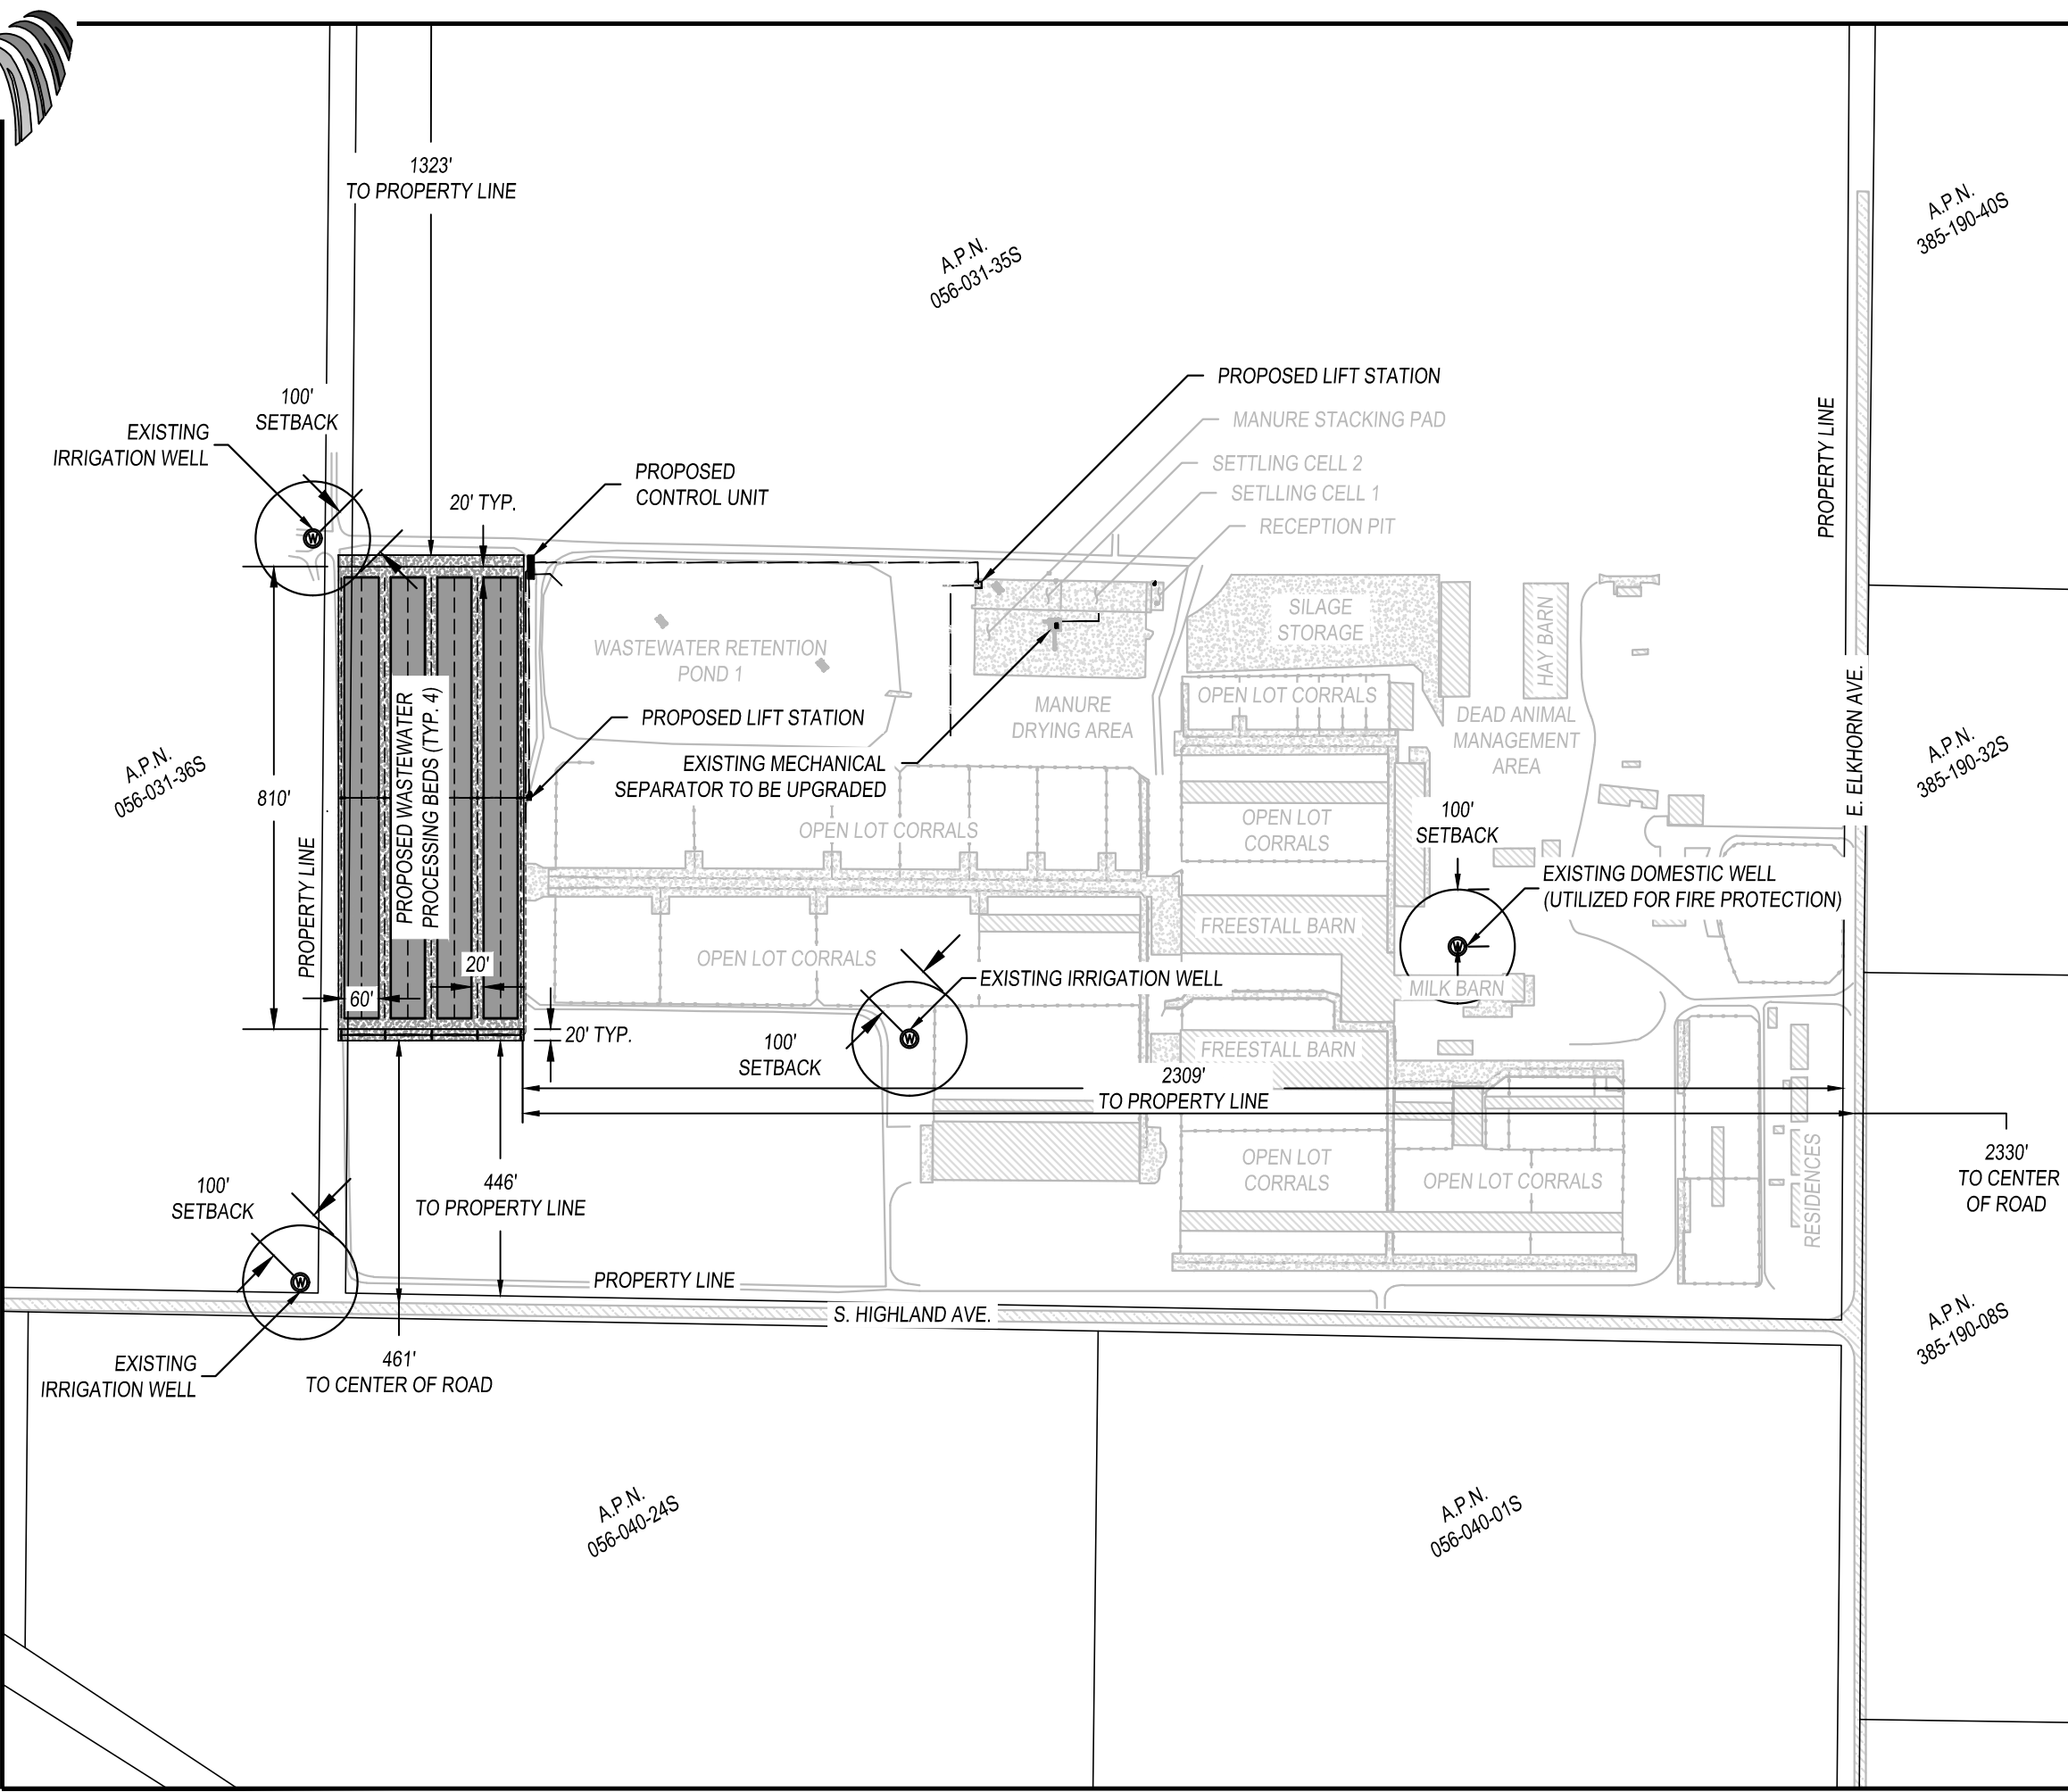 1323'
TO PROPERTY LINE
A.P.N.
385-190-40S
A.P.N.
056-031-35S
PROPOSED LIFT STATION
MANURE STACKING PAD
SETTLING CELL 2
SETLLING CELL 1
RECEPTION PIT
100'
SETBACK
EXISTING
IRRIGATION WELL
W
20' TYP.
PROPOSED
CONTROL UNIT
PROPERTY LINE
SILAGE
STORAGE
HAY BARN
WASTEWATER RETENTION
POND 1
OPEN LOT CORRALS
MANURE
DRYING AREA
DEAD ANIMAL
MANAGEMENT
AREA
E. ELKHORN AVE.
A.P.N.
385-190-32S
A.P.N.
056-031-36S
PROPOSED WASTEWATER
PROCESSING BEDS (TYP. 4)
PROPOSED LIFT STATION
EXISTING MECHANICAL
SEPARATOR TO BE UPGRADED
810'
PROPERTY LINE
OPEN LOT CORRALS
OPEN LOT
CORRALS
100'
SETBACK
EXISTING DOMESTIC WELL
(UTILIZED FOR FIRE PROTECTION)
W
FREESTALL BARN
OPEN LOT CORRALS
20'
60'
EXISTING IRRIGATION WELL
MILK BARN
20' TYP.
100'
SETBACK
W
FREESTALL BARN
2309'
TO PROPERTY LINE
2330'
TO CENTER
OF ROAD
OPEN LOT
CORRALS
OPEN LOT CORRALS
RESIDENCES
446'
TO PROPERTY LINE
100'
SETBACK
W
PROPERTY LINE
S. HIGHLAND AVE.
EXISTING
IRRIGATION WELL
461'
TO CENTER OF ROAD
A.P.N.
385-190-08S
A.P.N.
056-040-24S
A.P.N.
056-040-01S